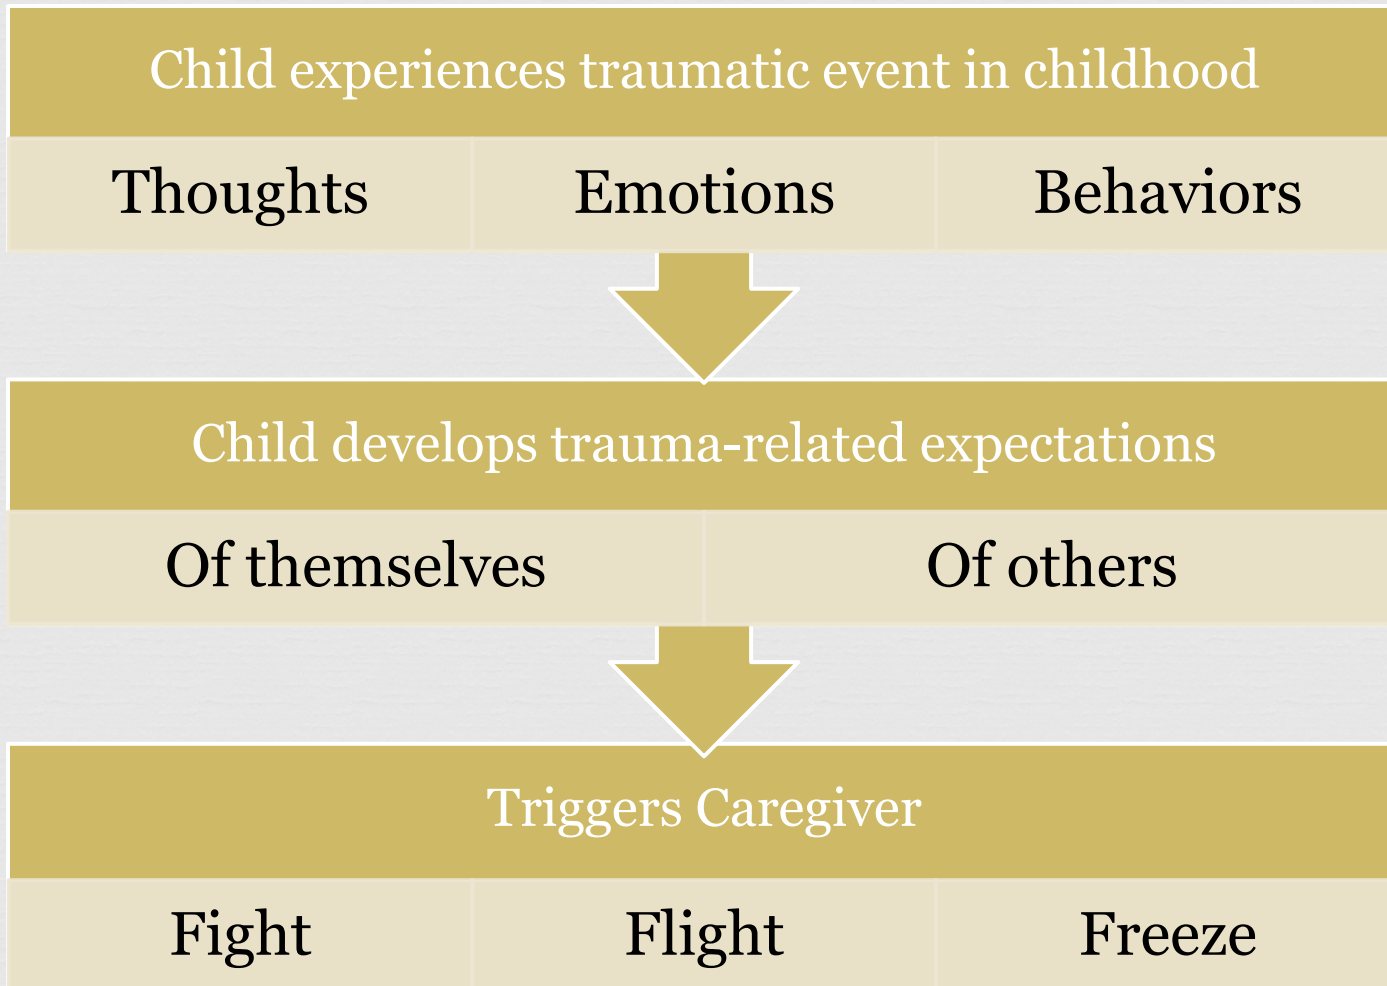 Child experiences traumatic event in childhood
Thoughts
Emotions
Behaviors
Child develops trauma-related expectations
Of themselves
Of others
Triggers Caregiver
Fight
Flight
Freeze